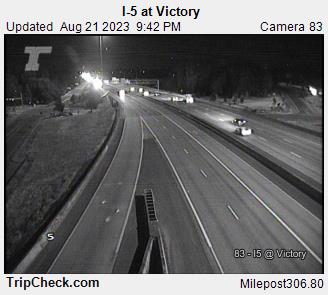 I-5 at Victory
Updated Aug 21 2023 9:42 PM Camera 83
T
S
83 - I5 @ Victory
TripCheck.com Milepost306.80